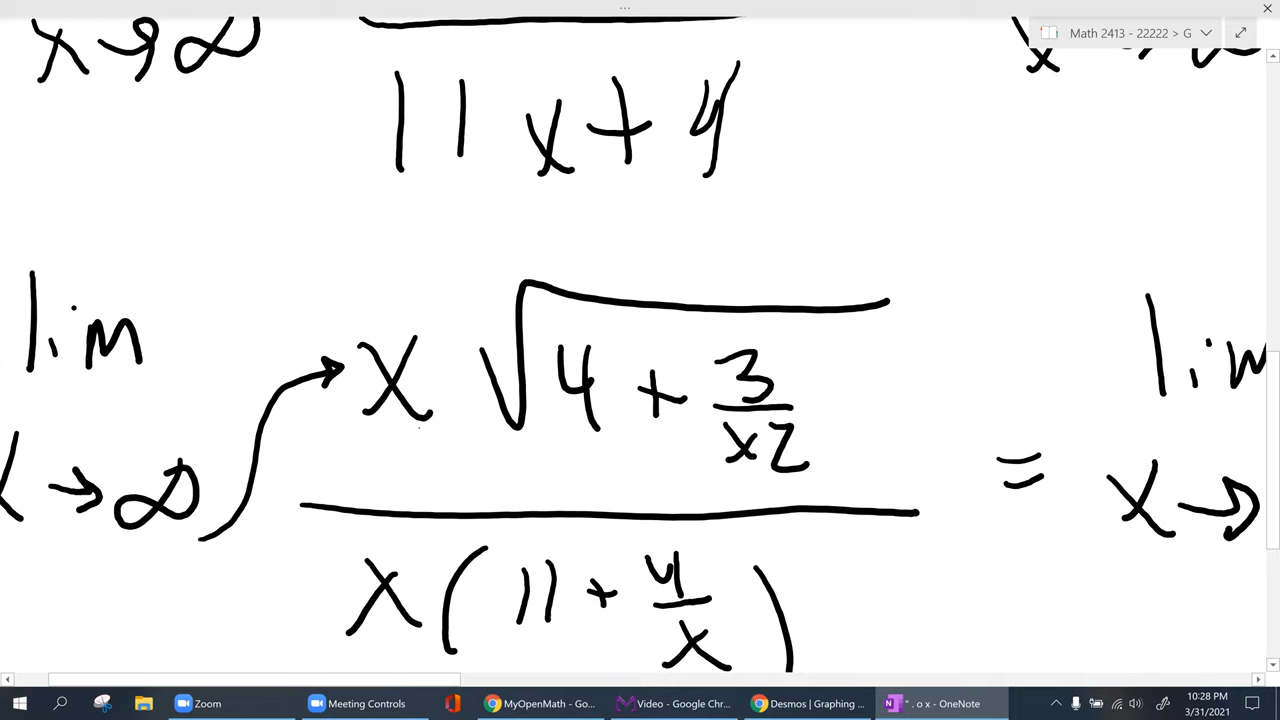 ...
Math 2413 - 22222 > G
x → ∞
11 x + 4
lim x √(4 + 3/x2) = lim
x → ∞ x →
x ( 11 + 4/x )
Zoom
Meeting Controls
MyOpenMath - Go...
Video - Google Chr...
Desmos | Graphing ...
" . o x - OneNote
10:28 PM
3/31/2021